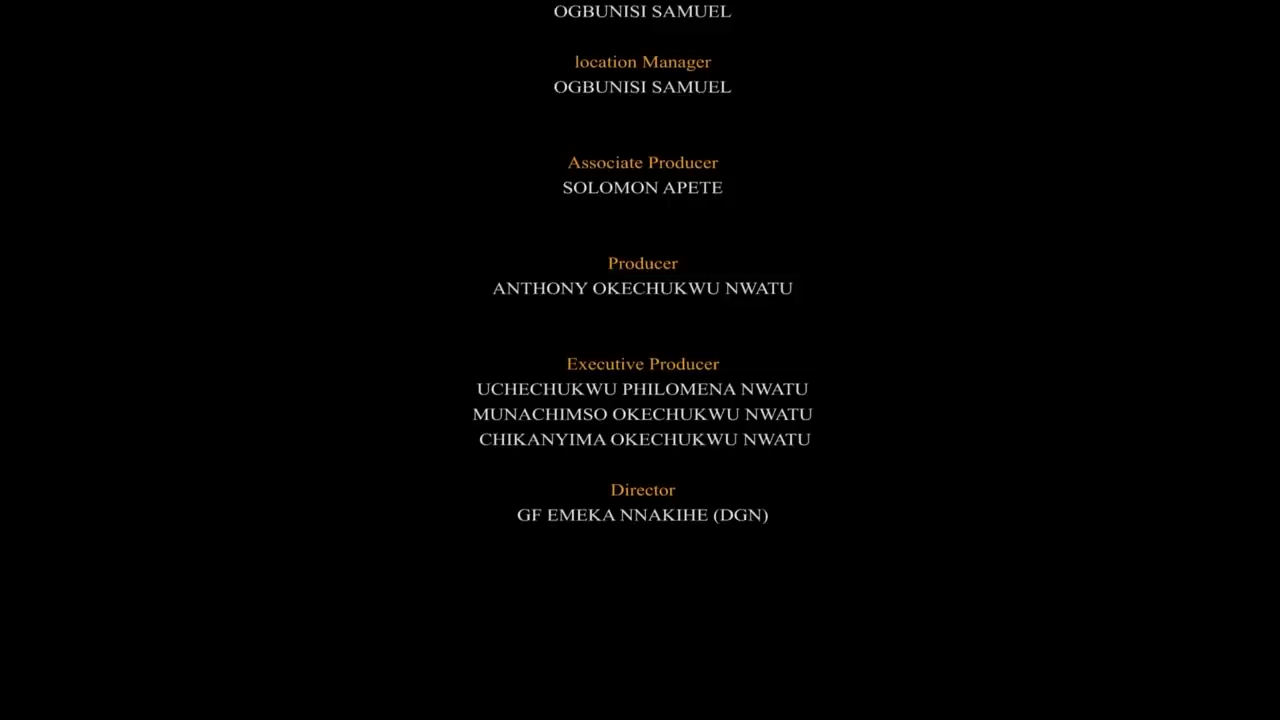 OGBUNISI SAMUEL
location Manager
OGBUNISI SAMUEL
Associate Producer
SOLOMON APETE
Producer
ANTHONY OKECHUKWU NWATU
Executive Producer
UCHECHUKWU PHILOMENA NWATU
MUNACHIMSO OKECHUKWU NWATU
CHIKANYIMA OKECHUKWU NWATU
Director
GF EMEKA NNAKIHE (DGN)